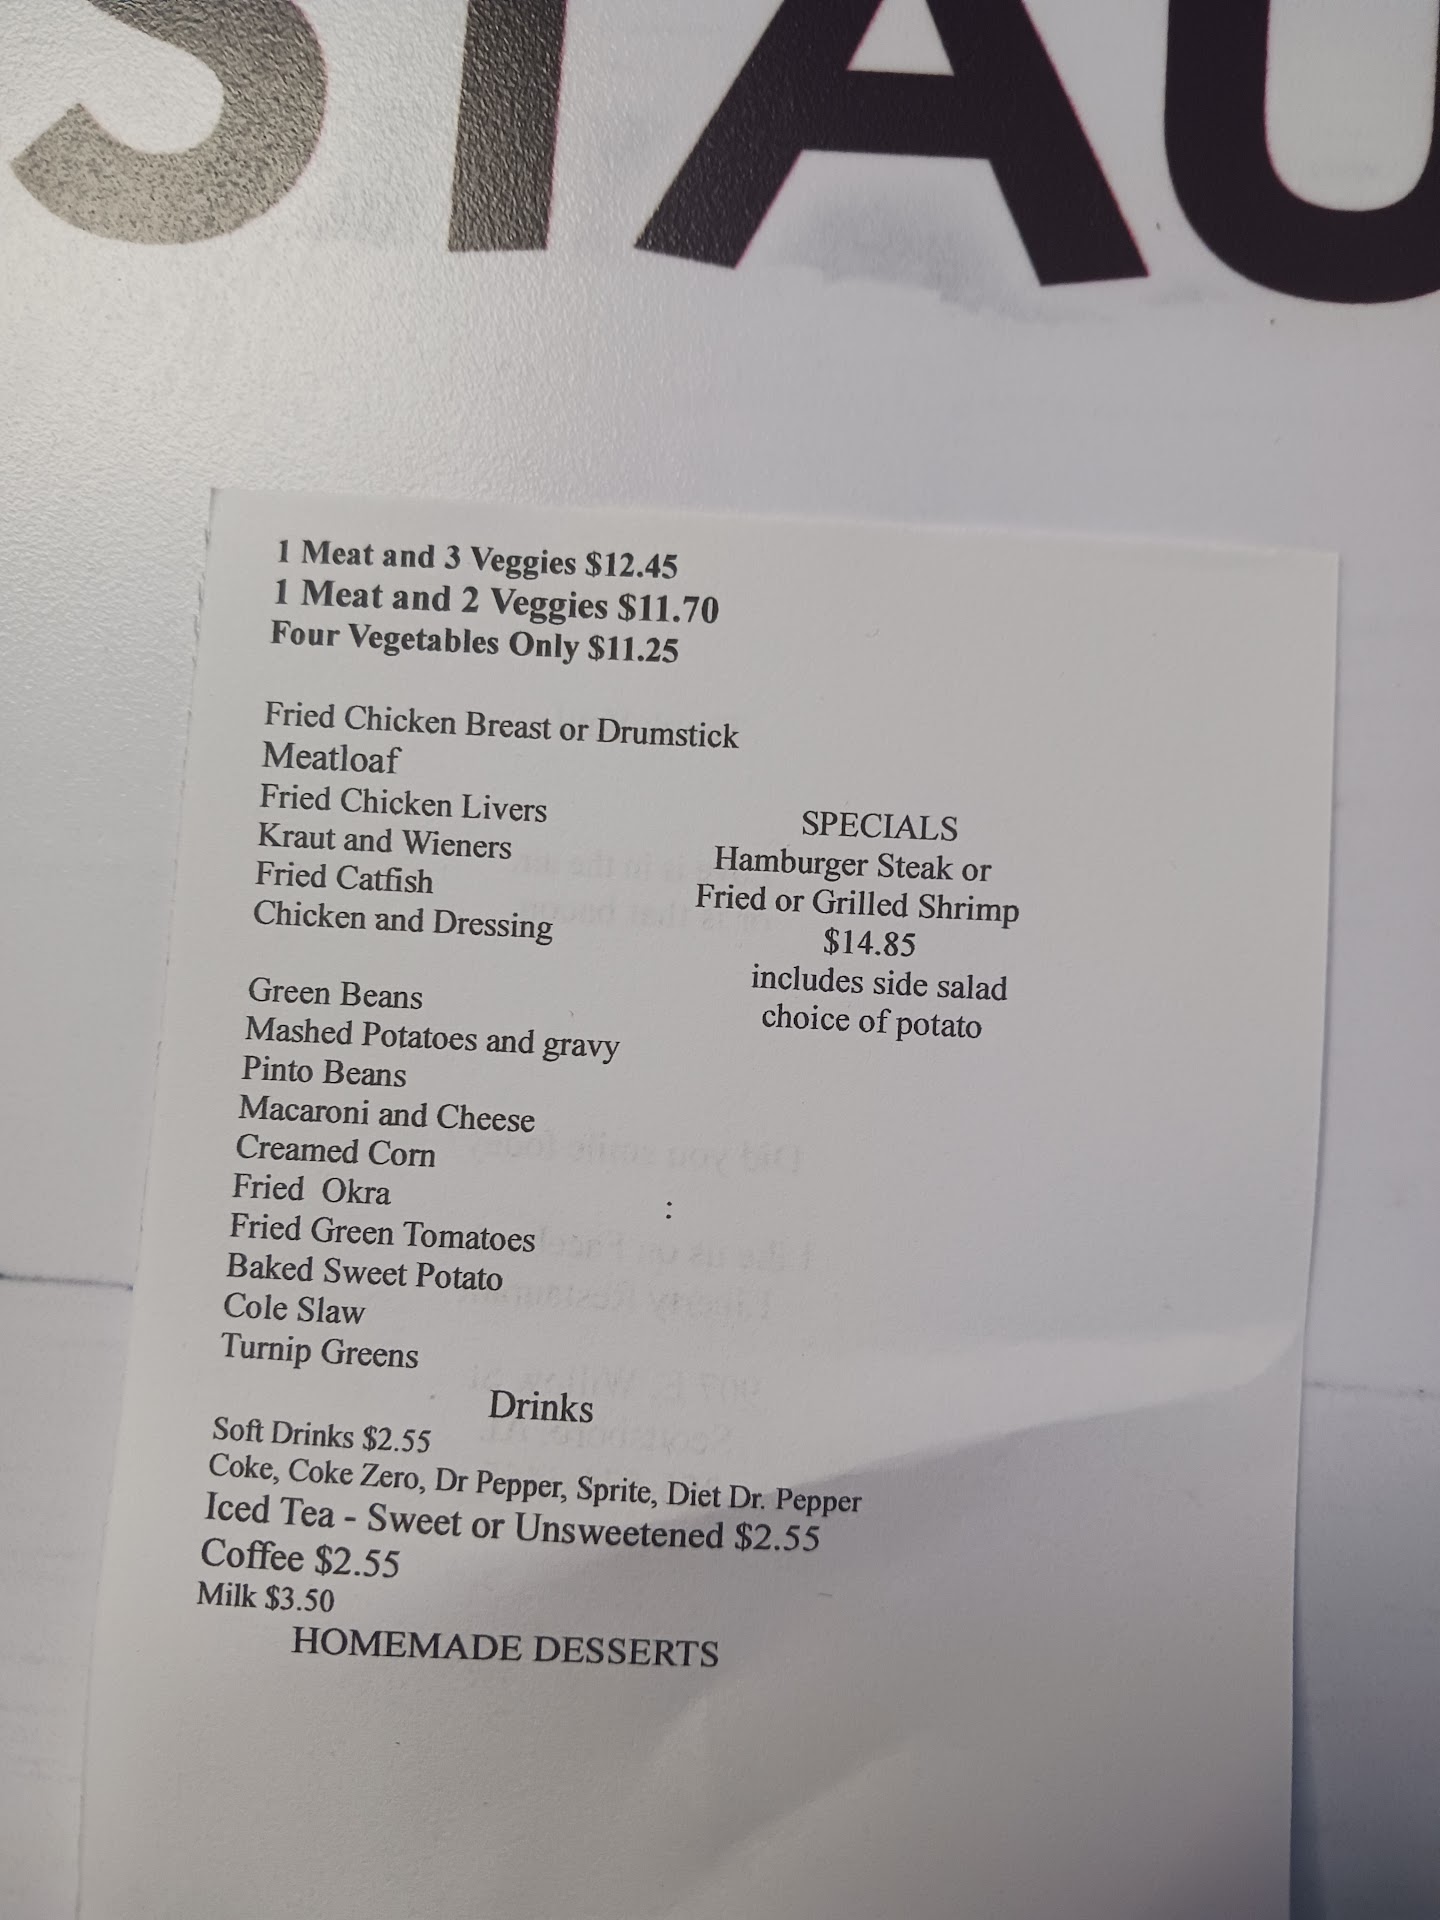 STAU
1 Meat and 3 Veggies $12.45
1 Meat and 2 Veggies $11.70
Four Vegetables Only $11.25
Fried Chicken Breast or Drumstick
Meatloaf
Fried Chicken Livers
Kraut and Wieners
Fried Catfish
Chicken and Dressing
SPECIALS
Hamburger Steak or
Fried or Grilled Shrimp
$14.85
includes side salad
choice of potato
Green Beans
Mashed Potatoes and gravy
Pinto Beans
Macaroni and Cheese
Creamed Corn
Fried Okra
:
Fried Green Tomatoes
Baked Sweet Potato
Cole Slaw
Turnip Greens
Drinks
Soft Drinks $2.55
Coke, Coke Zero, Dr Pepper, Sprite, Diet Dr. Pepper
Iced Tea - Sweet or Unsweetened $2.55
Coffee $2.55
Milk $3.50
HOMEMADE DESSERTS